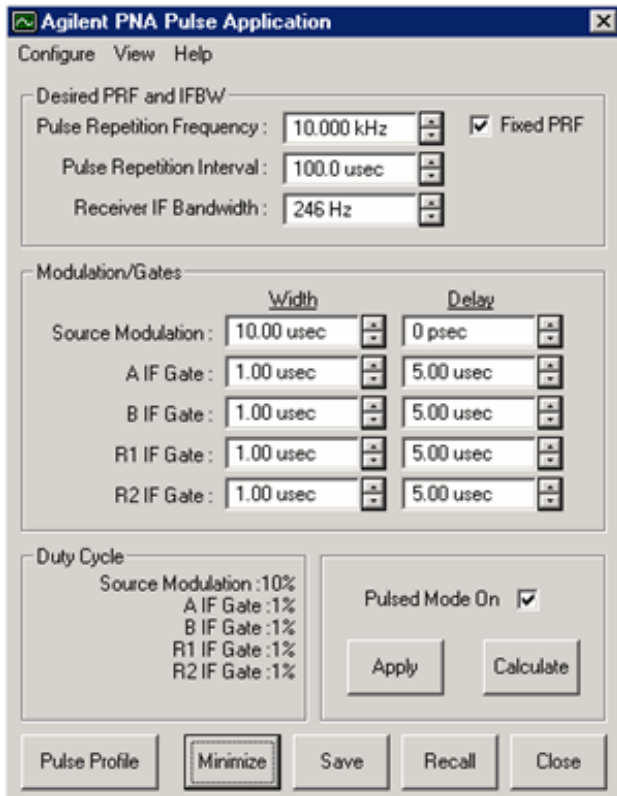 Agilent PNA Pulse Application
Configure View Help
Desired PRF and IFBW
Pulse Repetition Frequency : 10.000 kHz Fixed PRF
Pulse Repetition Interval : 100.0 usec
Receiver IF Bandwidth : 246 Hz
Modulation/Gates
Width Delay
Source Modulation : 10.00 usec 0 psec
A IF Gate : 1.00 usec 5.00 usec
B IF Gate : 1.00 usec 5.00 usec
R1 IF Gate : 1.00 usec 5.00 usec
R2 IF Gate : 1.00 usec 5.00 usec
Duty Cycle
Source Modulation :10%
A IF Gate :1%
B IF Gate :1%
R1 IF Gate :1%
R2 IF Gate :1%
Pulsed Mode On
Apply Calculate
Pulse Profile Minimize Save Recall Close